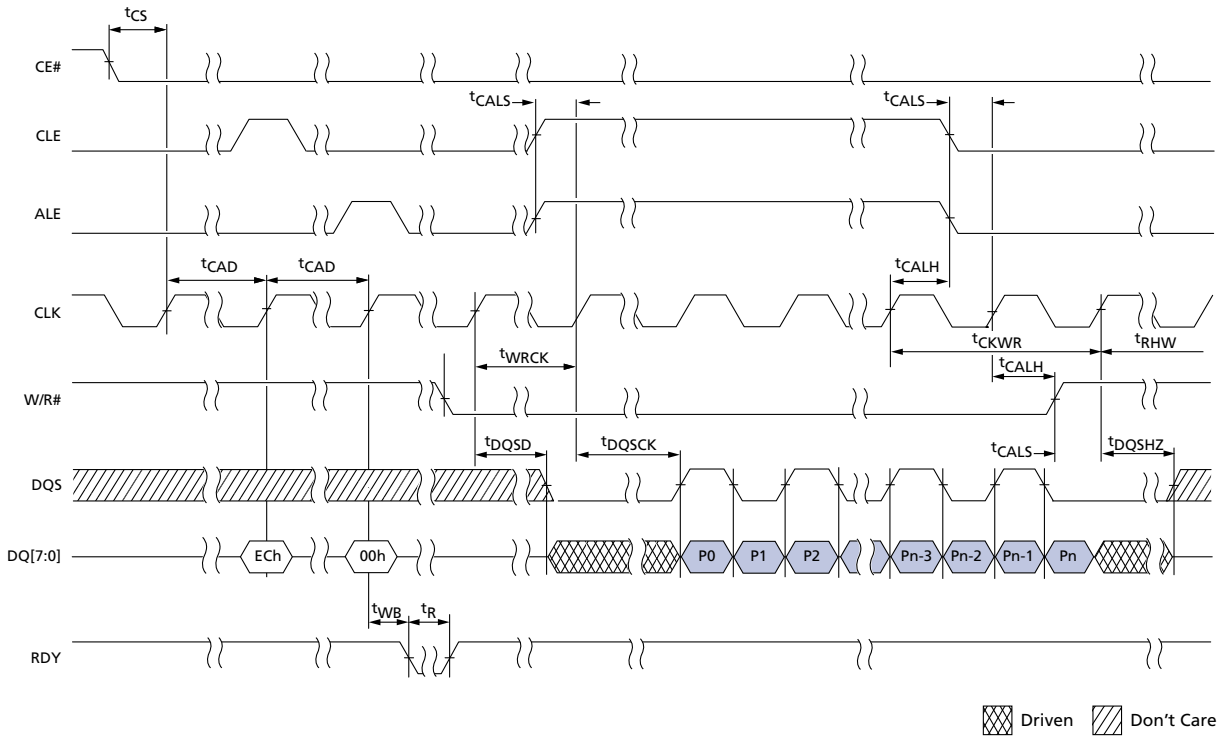 tCS
CE#
tCALS
tCALS
CLE
ALE
tCAD
tCAD
tCALH
CLK
tWRCK
tCKWR
tRHW
tCALH
W/R#
tDQSD
tDQSCK
tCALS
tDQSHZ
DQS
DQ[7:0]
ECh
00h
P0
P1
P2
Pn-3
Pn-2
Pn-1
Pn
tWB
tR
RDY
Driven
Don't Care